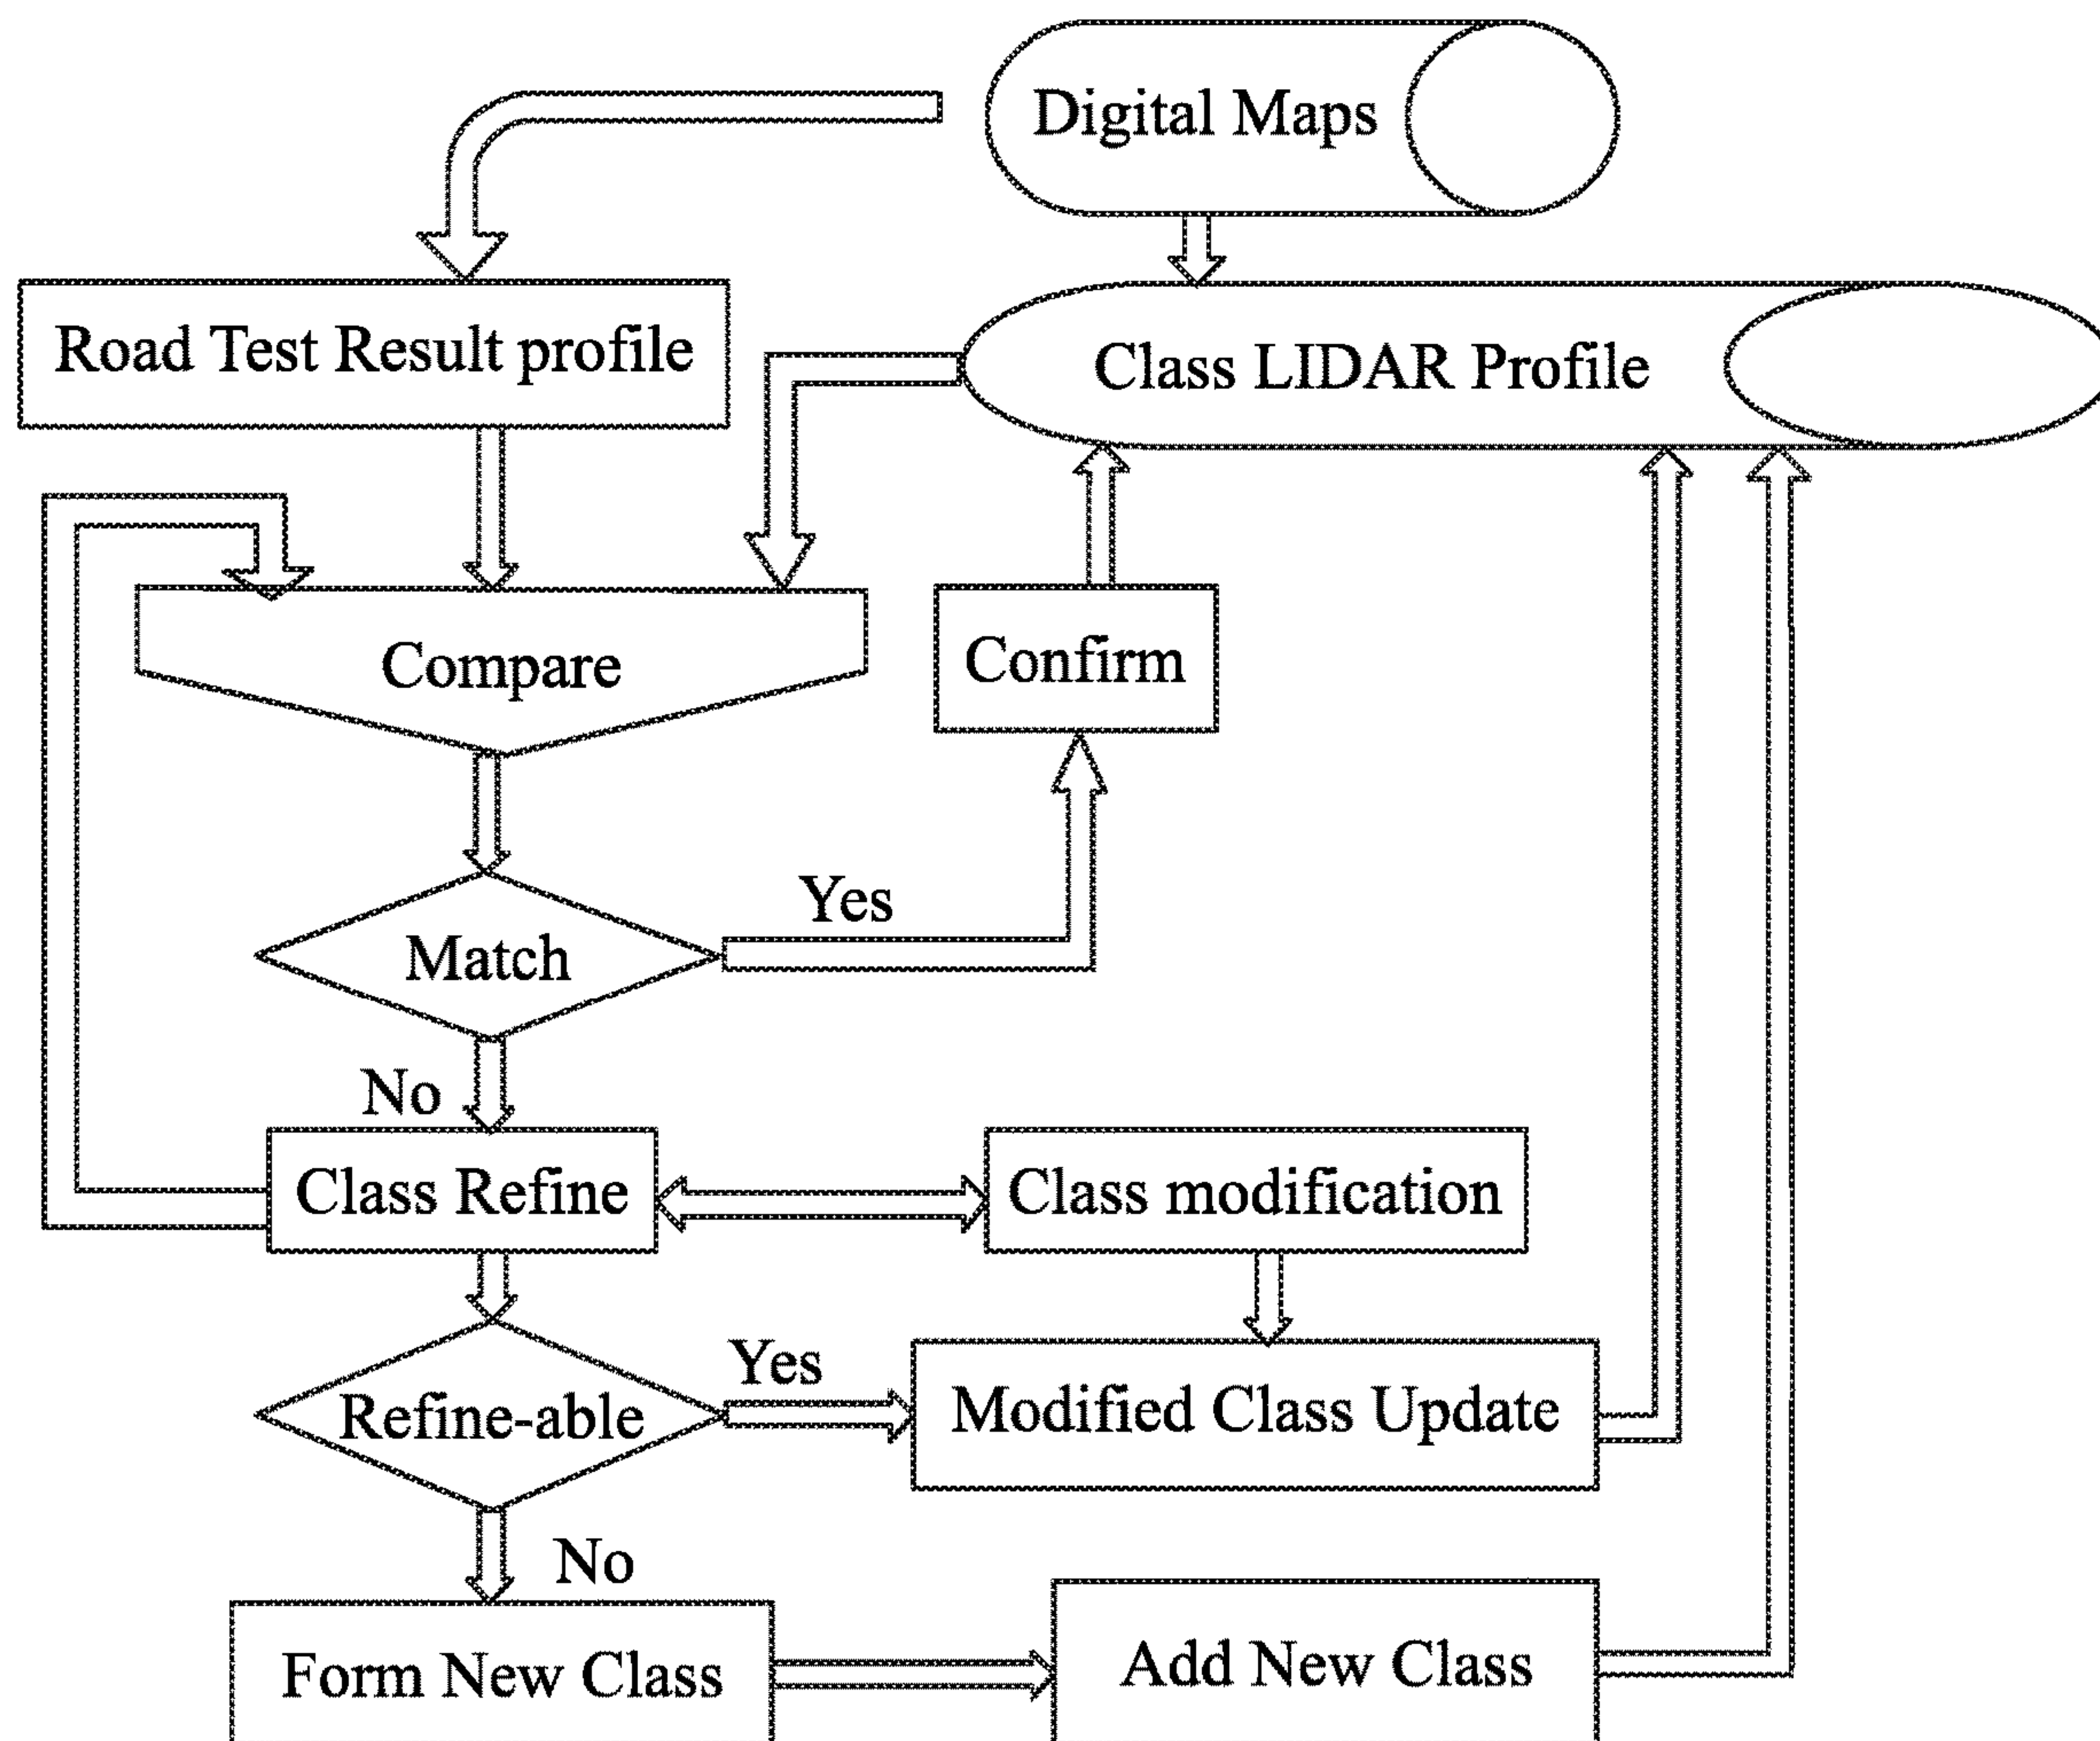 Digital Maps
Road Test Result profile
Class LIDAR Profile
Compare
Confirm
Yes
Match
No
Class Refine
Class modification
Yes
Refine-able
Modified Class Update
No
Form New Class
Add New Class